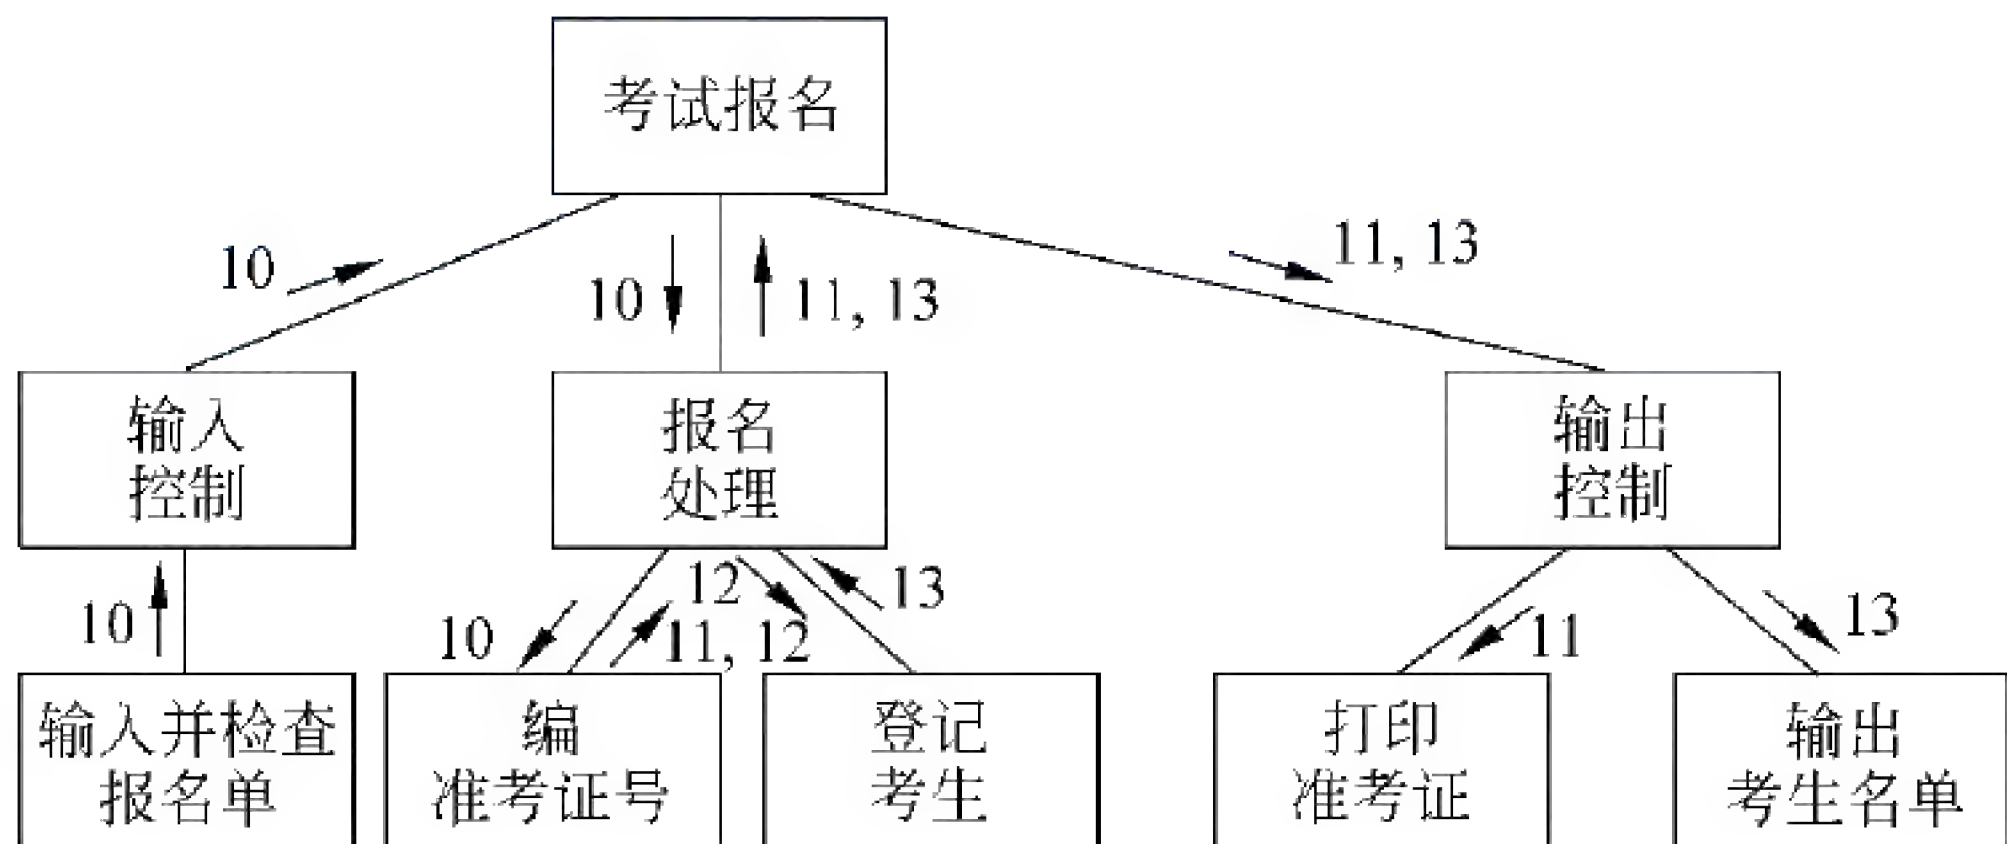 考试报名
10
11, 13
10
11, 13
输入
控制
报名
处理
输出
控制
10
10
12
11, 12
13
11
13
输入并检查
报名单
编
准考证号
登记
考生
打印
准考证
输出
考生名单